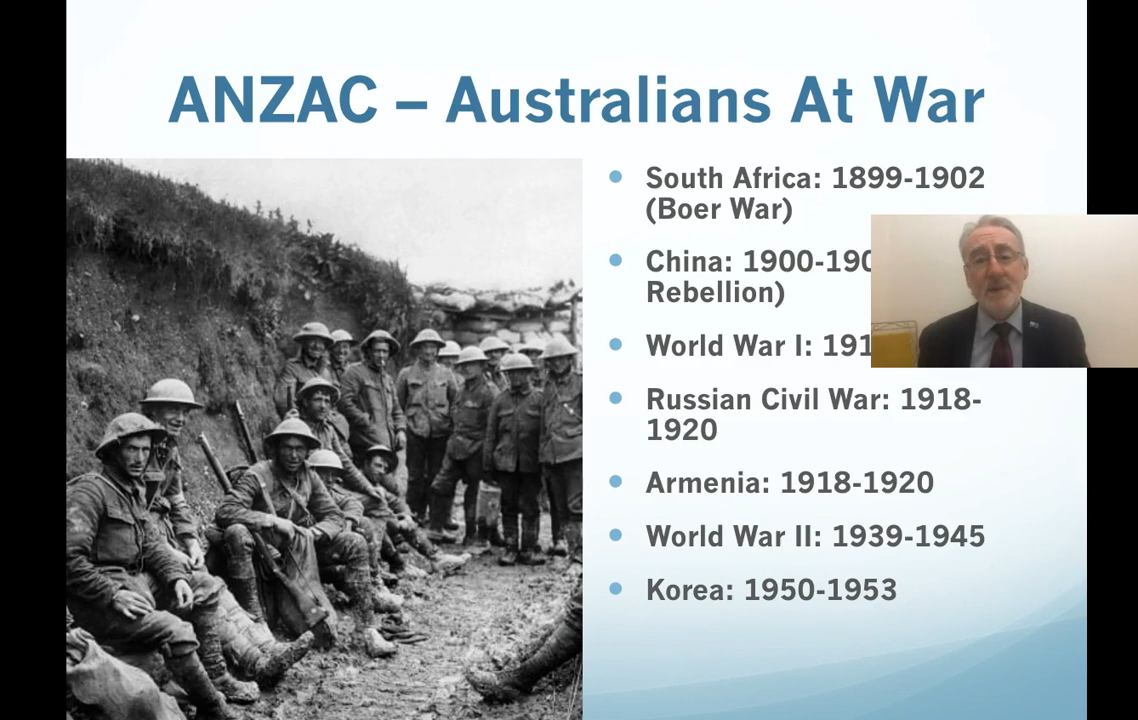 ANZAC – Australians At War
South Africa: 1899-1902
(Boer War)
China: 1900-190
Rebellion)
World War I: 191
Russian Civil War: 1918-
1920
Armenia: 1918-1920
World War II: 1939-1945
Korea: 1950-1953